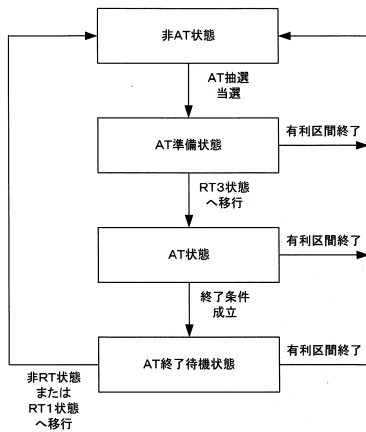 非AT状態
AT抽選
当選
AT準備状態
有利区間終了
RT3状態
へ移行
AT状態
有利区間終了
終了条件
成立
AT終了待機状態
有利区間終了
非RT状態
または
RT1状態
へ移行